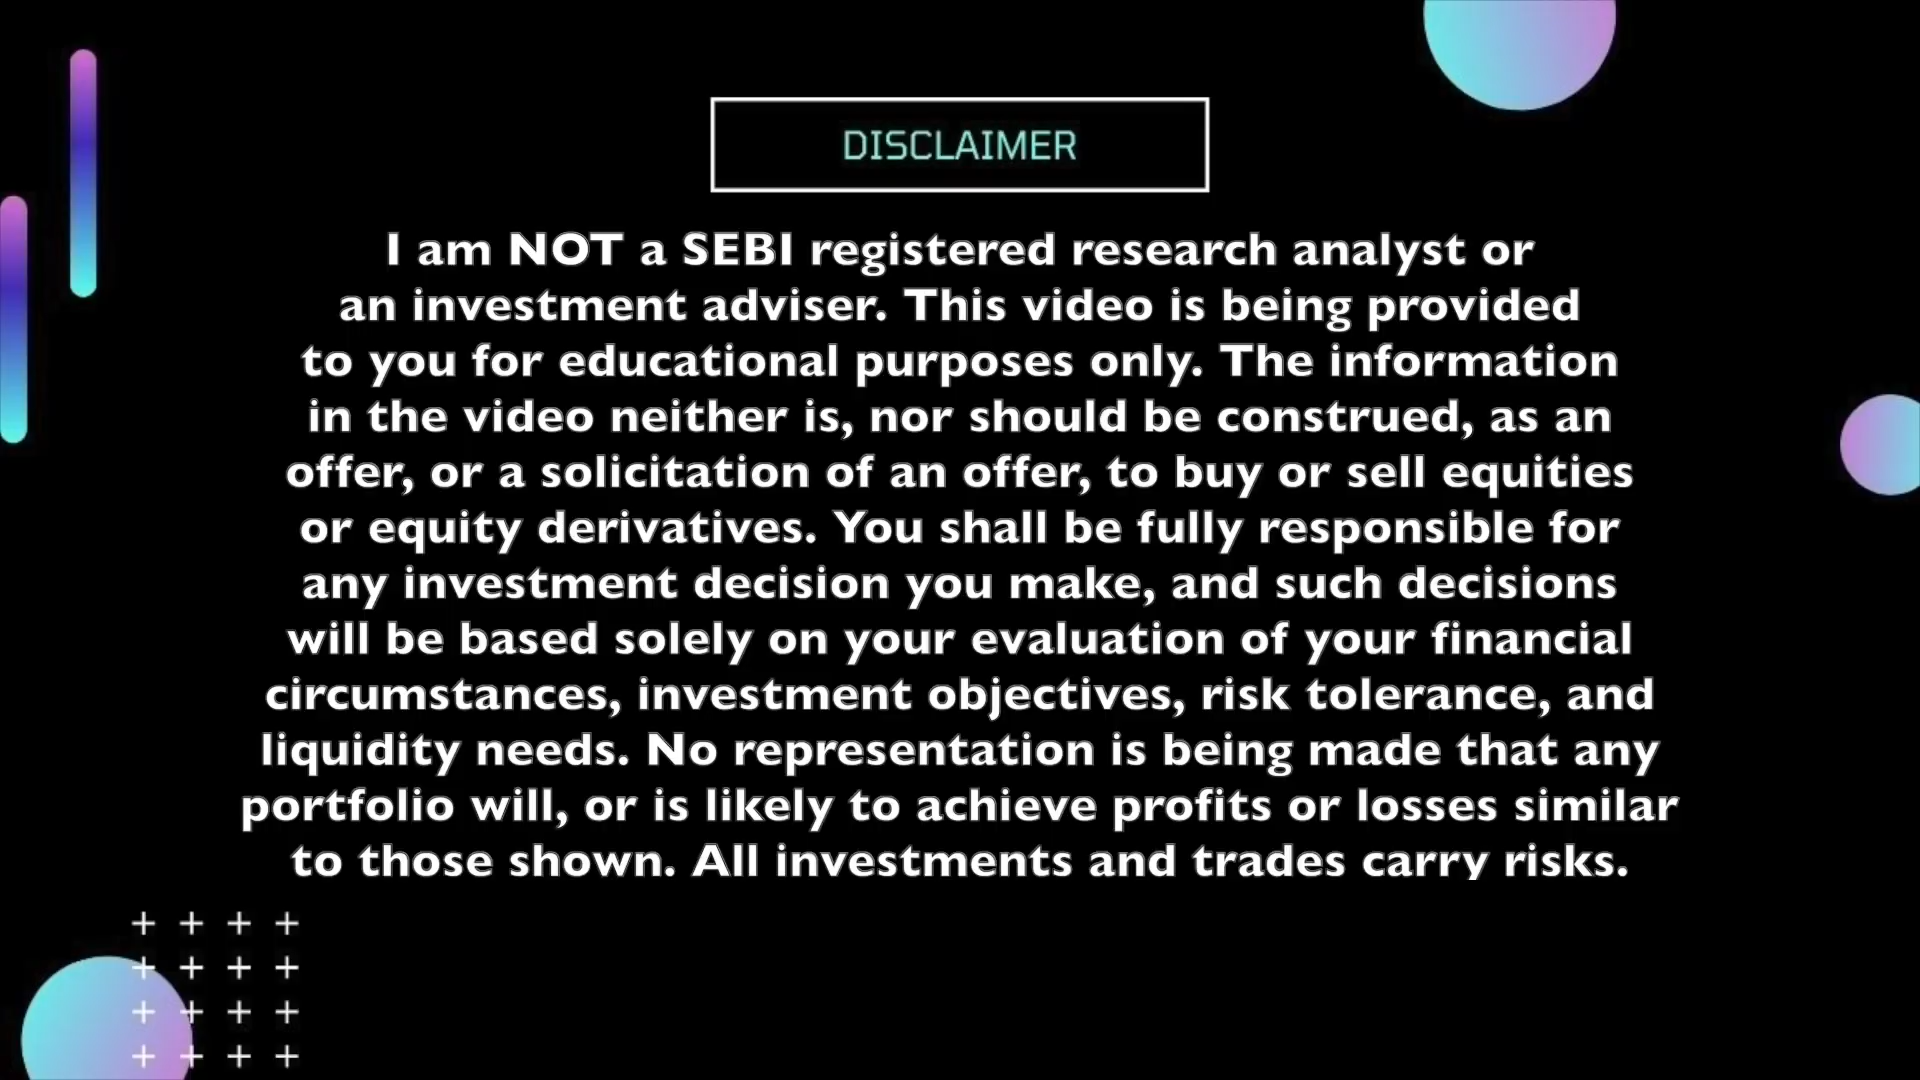 DISCLAIMER
I am NOT a SEBI registered research analyst or
an investment adviser. This video is being provided
to you for educational purposes only. The information
in the video neither is, nor should be construed, as an
offer, or a solicitation of an offer, to buy or sell equities
or equity derivatives. You shall be fully responsible for
any investment decision you make, and such decisions
will be based solely on your evaluation of your financial
circumstances, investment objectives, risk tolerance, and
liquidity needs. No representation is being made that any
portfolio will, or is likely to achieve profits or losses similar
to those shown. All investments and trades carry risks.